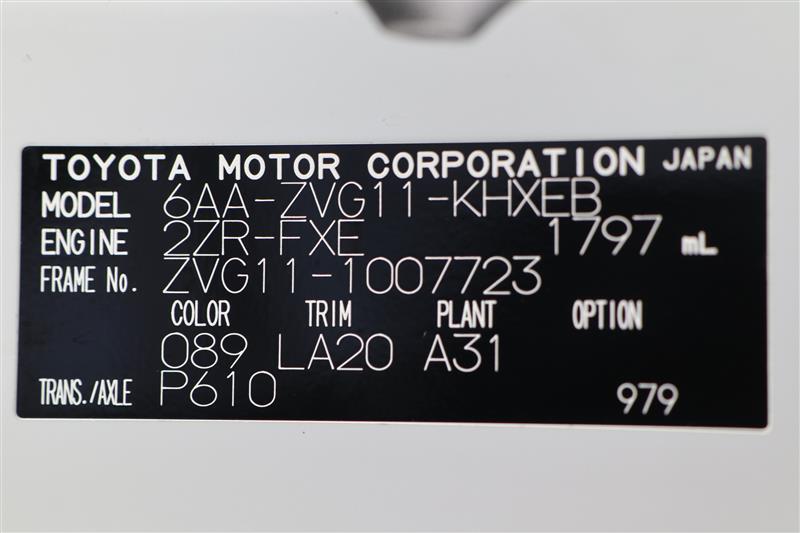 TOYOTA MOTOR CORPORATION JAPAN
MODEL 6AA-ZVG11-KHXEB
ENGINE 2ZR-FXE 1797 mL
FRAME No. ZVG11-1007723
COLOR TRIM PLANT OPTION
089 LA20 A31
TRANS./AXLE P610 979